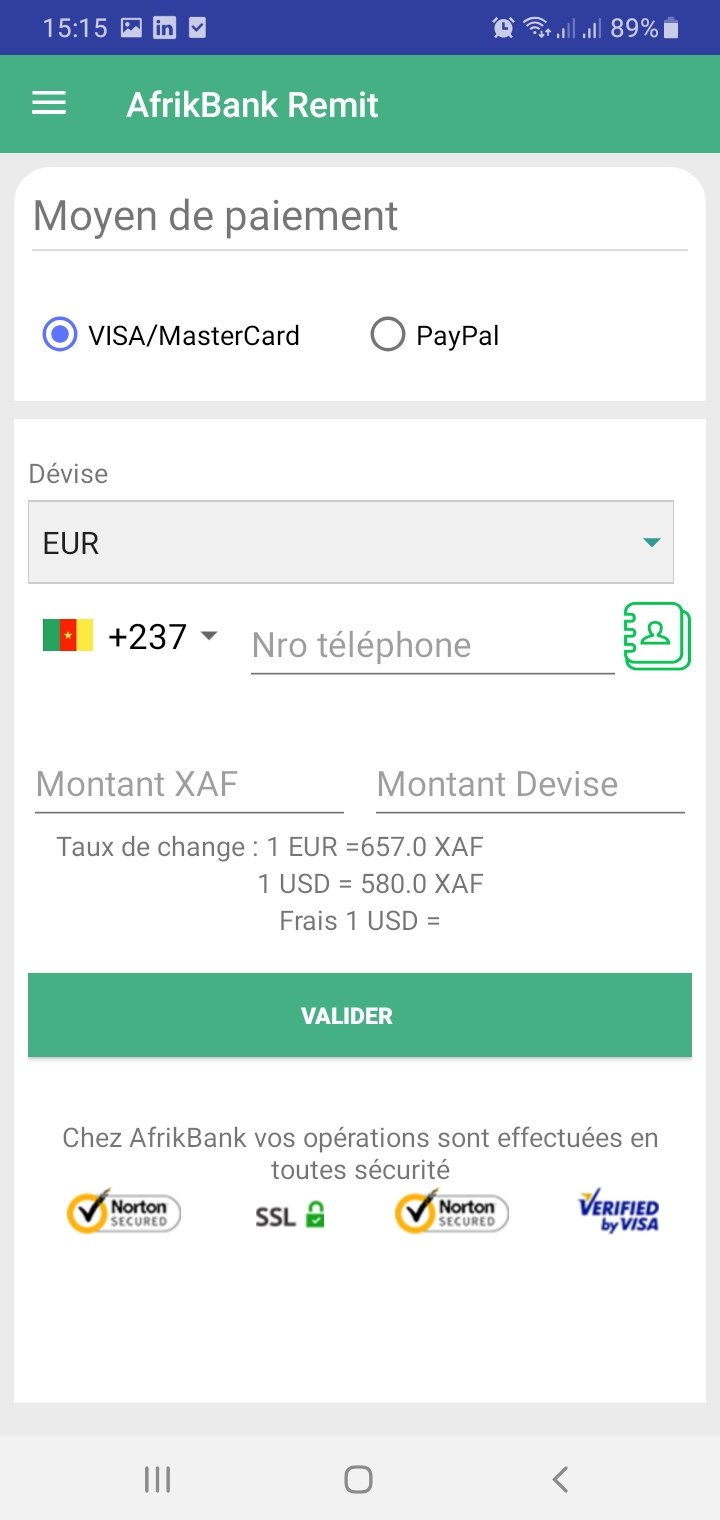 15:15 in 89%
AfrikBank Remit
Moyen de paiement
VISA/MasterCard PayPal
Dévise
EUR
+237 Nro téléphone
Montant XAF Montant Devise
Taux de change : 1 EUR =657.0 XAF
1 USD = 580.0 XAF
Frais 1 USD =
VALIDER
Chez AfrikBank vos opérations sont effectuées en
toutes sécurité
Norton SSL Norton VERIFIED
SECURED SECURED by VISA